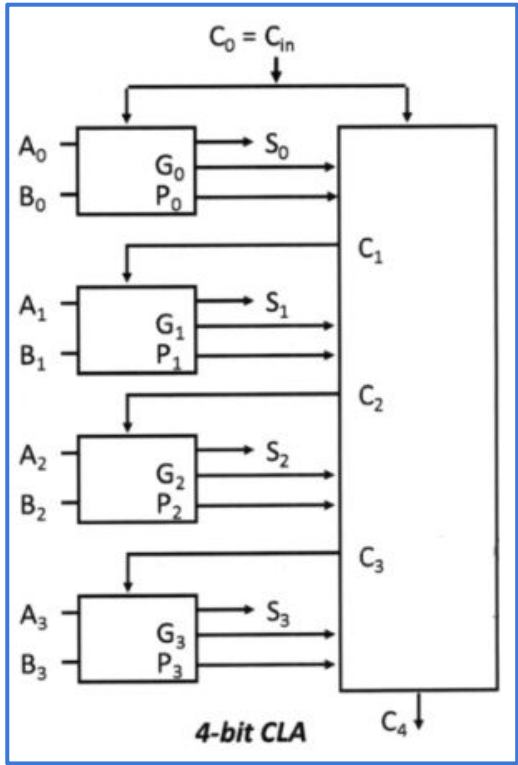 C₀ = Cᵢₙ
A₀ S₀
G₀
B₀ P₀
C₁
A₁ S₁
G₁
B₁ P₁
C₂
A₂ S₂
G₂
B₂ P₂
C₃
A₃ S₃
G₃
B₃ P₃
C₄
4-bit CLA